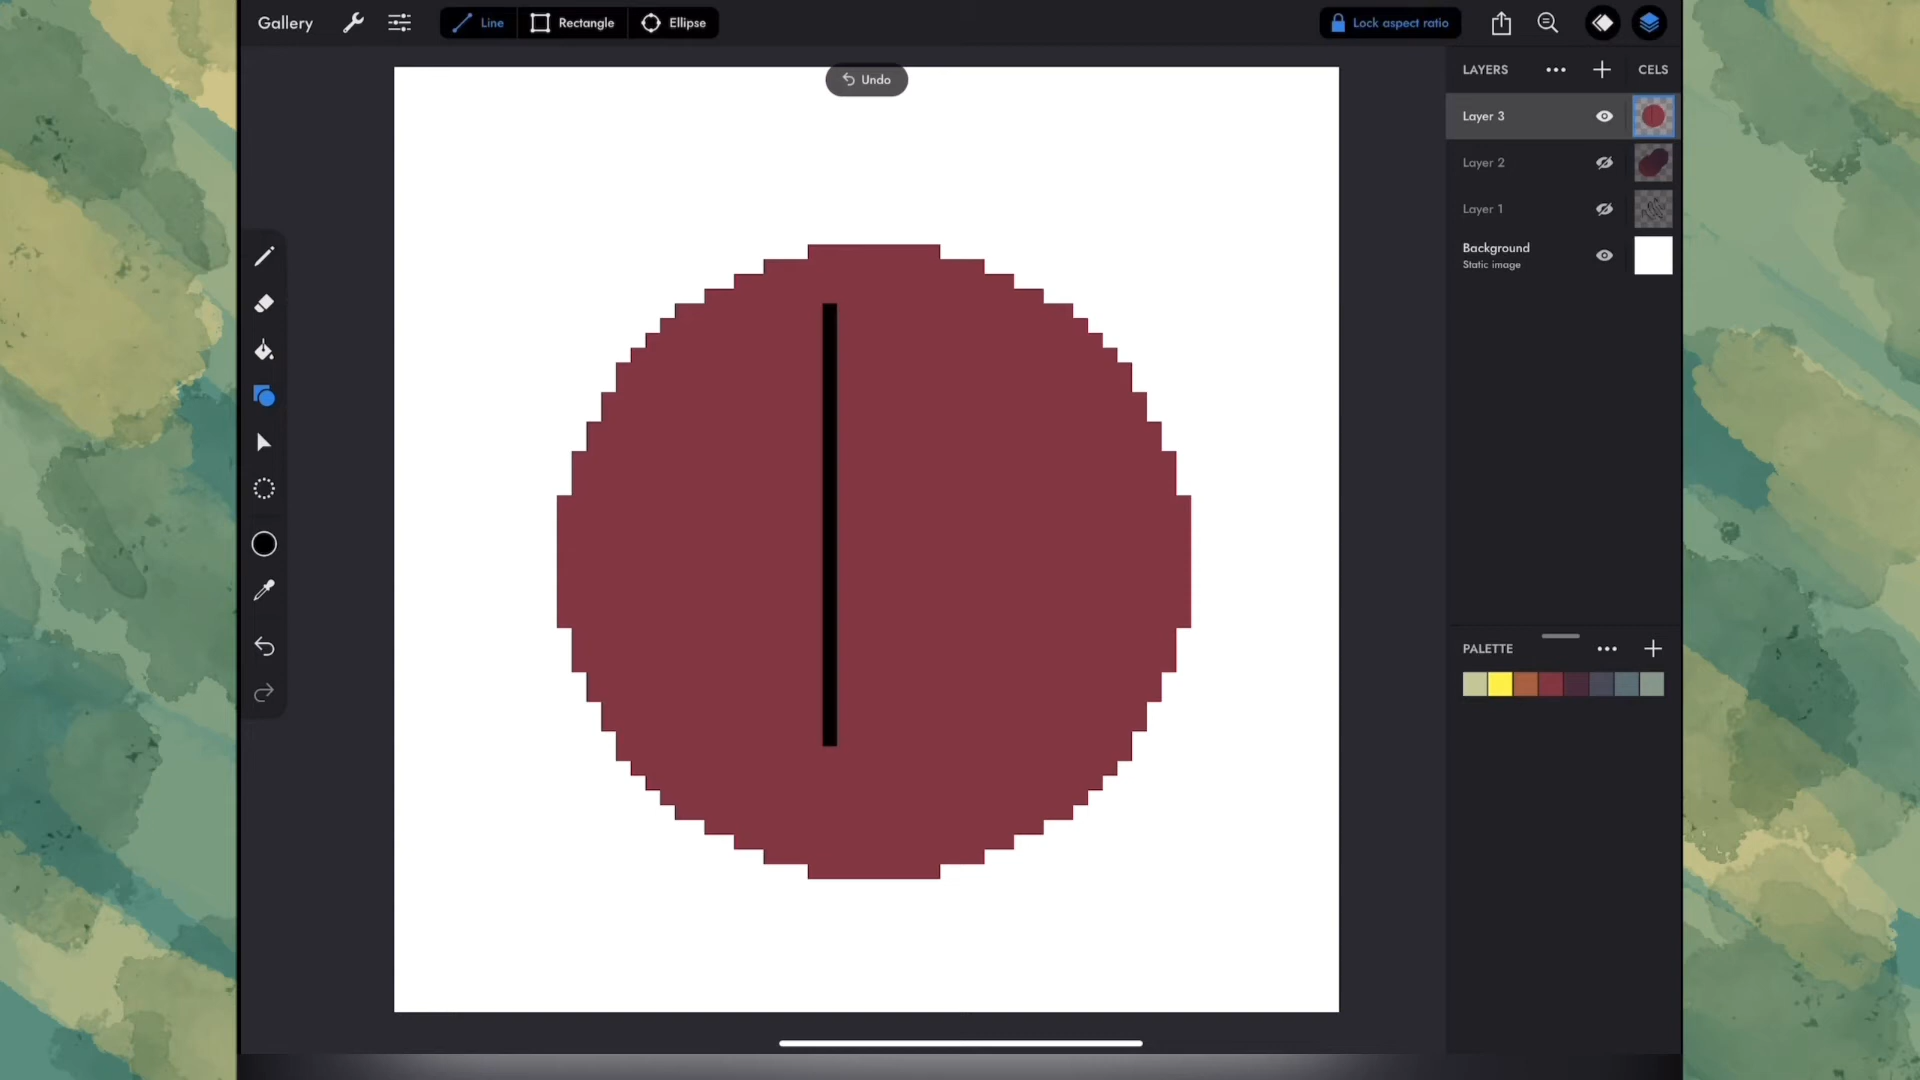 Gallery
Line
Rectangle
Ellipse
Lock aspect ratio
Undo
LAYERS
CELS
Layer 3
Layer 2
Layer 1
Background
Static image
PALETTE